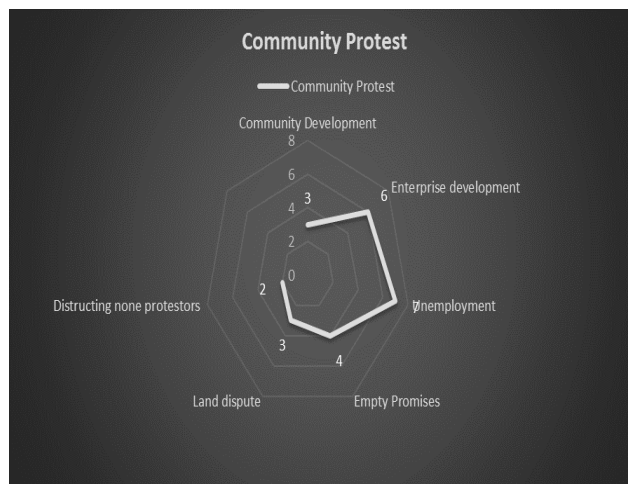 Community Protest
Community Protest
Community Development
8
6
4
2
0
3
6
Enterprise development
7
Unemployment
4
Empty Promises
3
Land dispute
2
Distructing none protestors